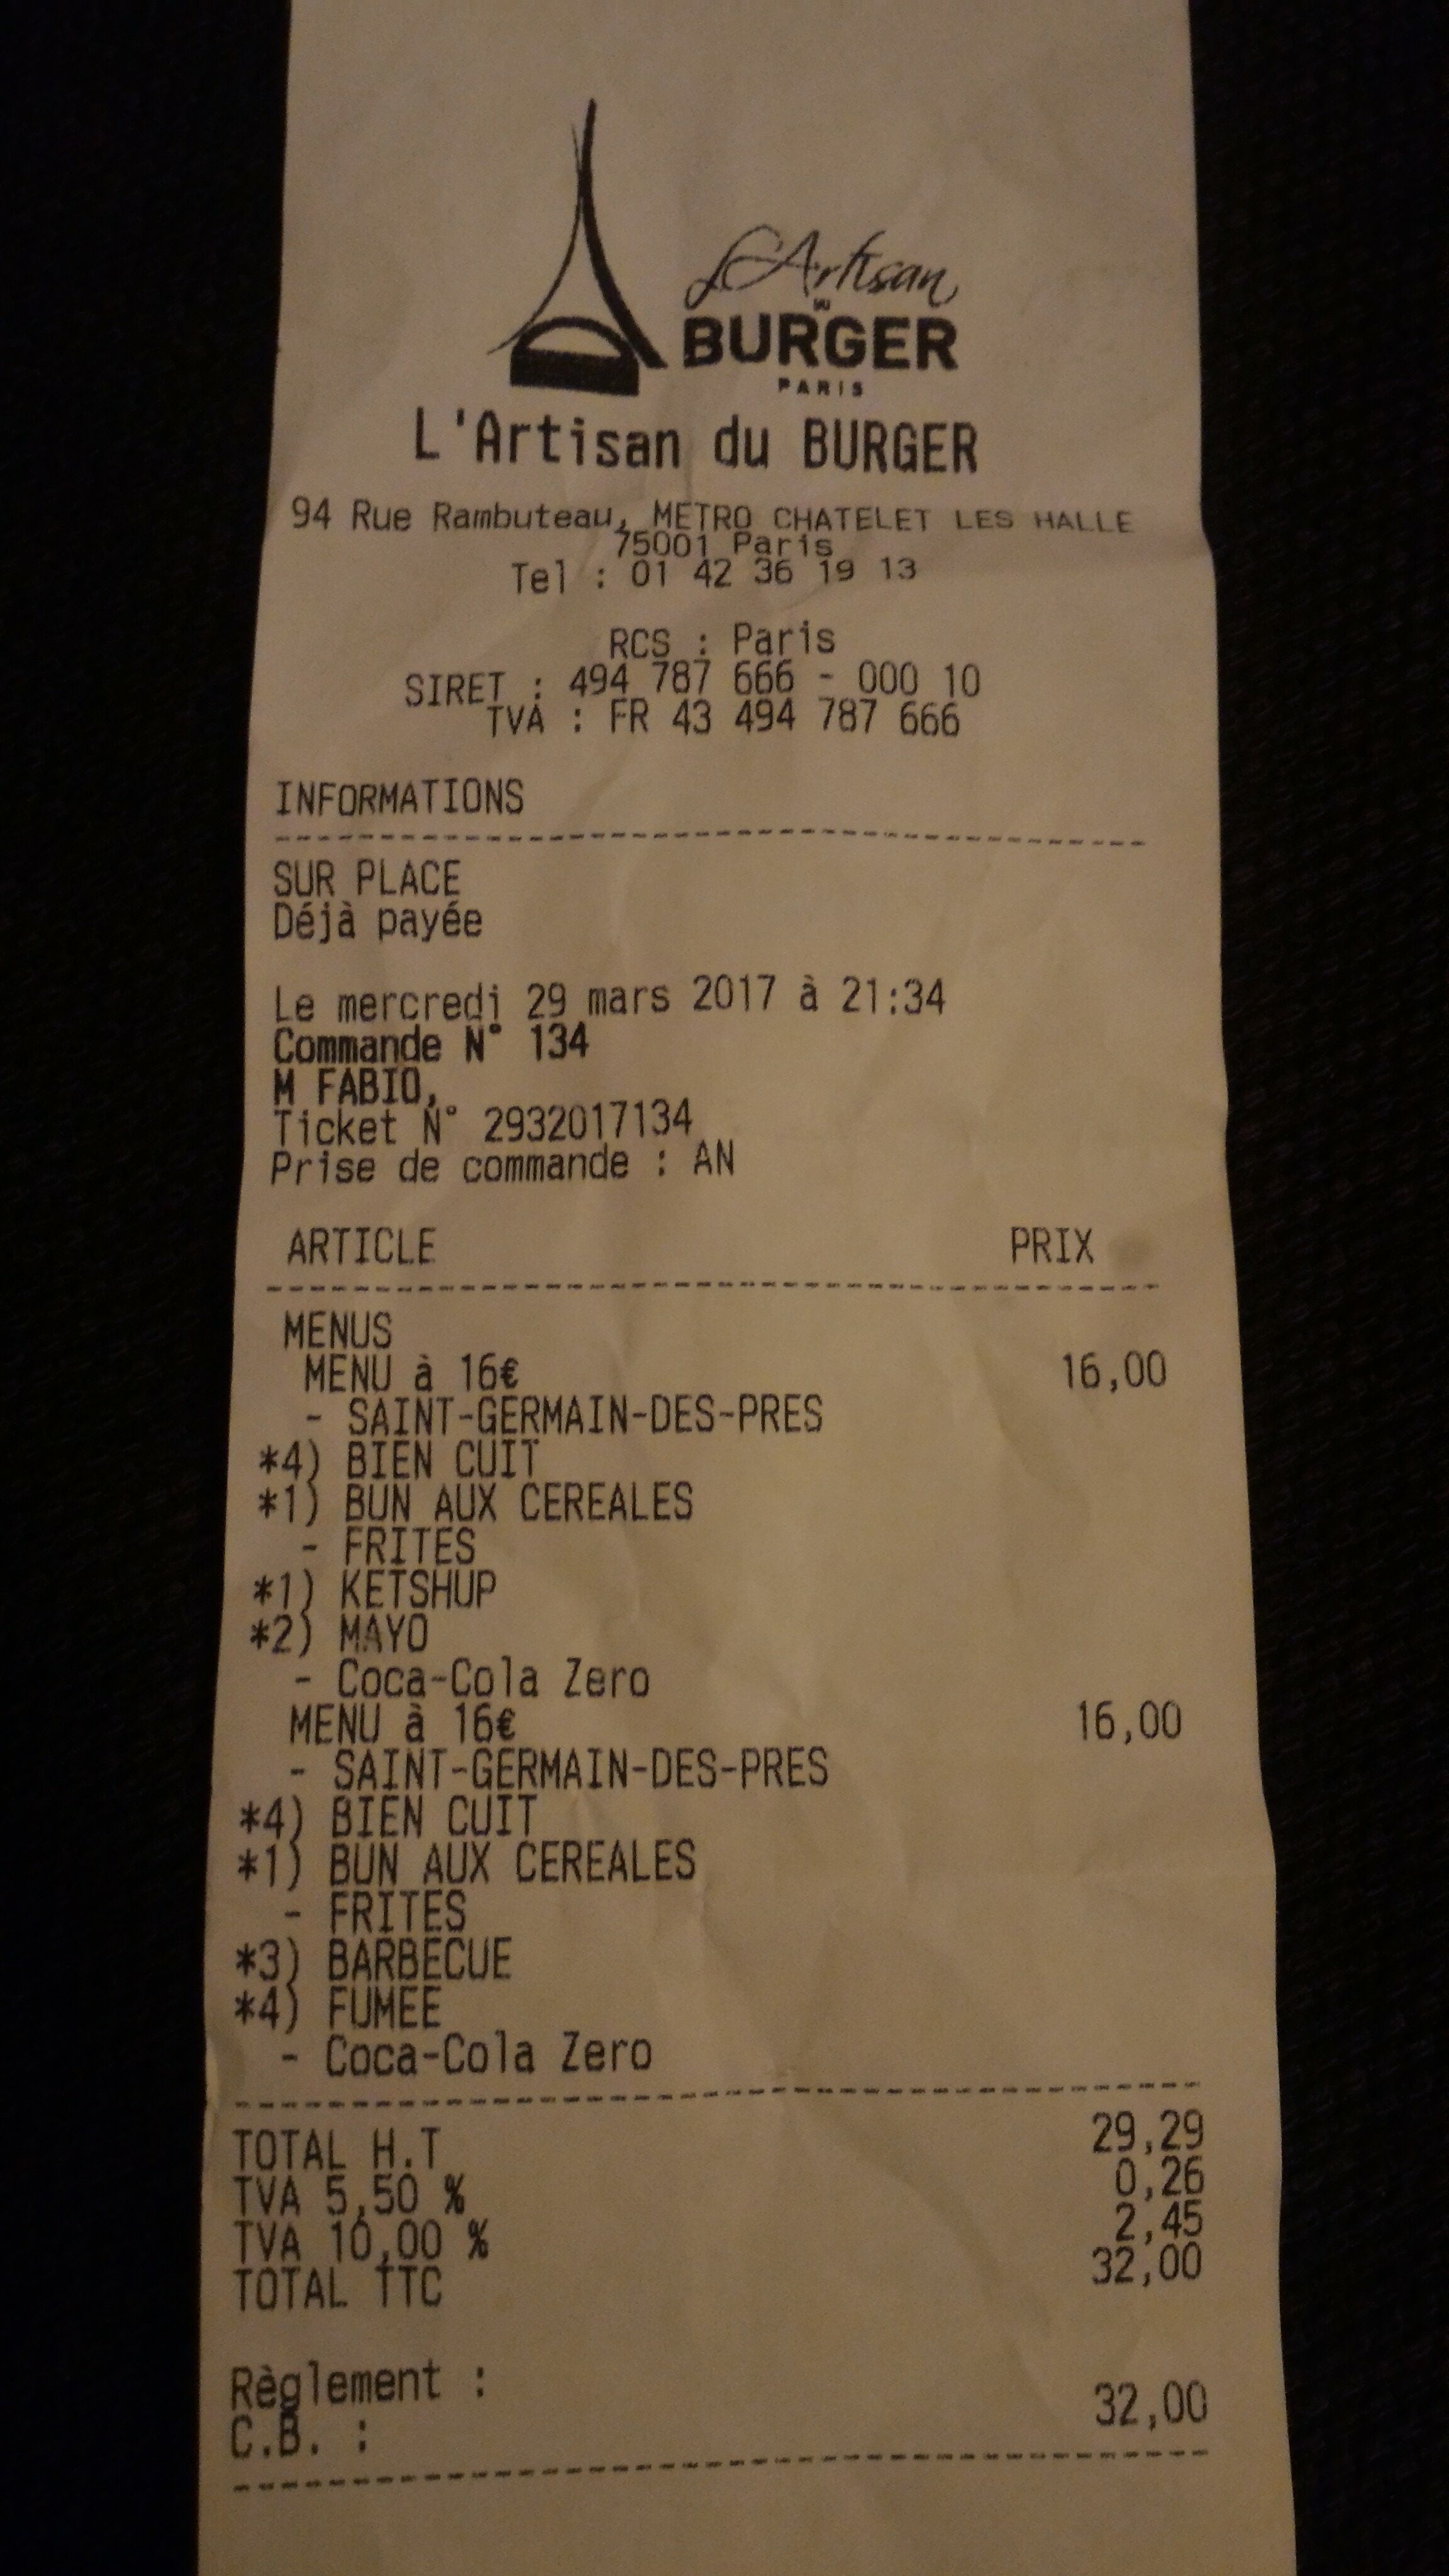 L'Artisan
DU
BURGER
PARIS
L'Artisan du BURGER
94 Rue Rambuteau, METRO CHATELET LES HALLE
75001 Paris
Tel : 01 42 36 19 13
RCS : Paris
SIRET : 494 787 666 - 000 10
TVA : FR 43 494 787 666
INFORMATIONS
SUR PLACE
Déjà payée
Le mercredi 29 mars 2017 à 21:34
Commande N° 134
M FABIO,
Ticket N° 2932017134
Prise de commande : AN
ARTICLE PRIX
MENUS
MENU à 16€ 16,00
- SAINT-GERMAIN-DES-PRES
*4) BIEN CUIT
*1) BUN AUX CEREALES
- FRITES
*1) KETSHUP
*2) MAYO
- Coca-Cola Zero
MENU à 16€ 16,00
- SAINT-GERMAIN-DES-PRES
*4) BIEN CUIT
*1) BUN AUX CEREALES
- FRITES
*3) BARBECUE
*4) FUMEE
- Coca-Cola Zero
TOTAL H.T 29,29
TVA 5,50 % 0,26
TVA 10,00 % 2,45
TOTAL TTC 32,00
Règlement :
C.B. : 32,00